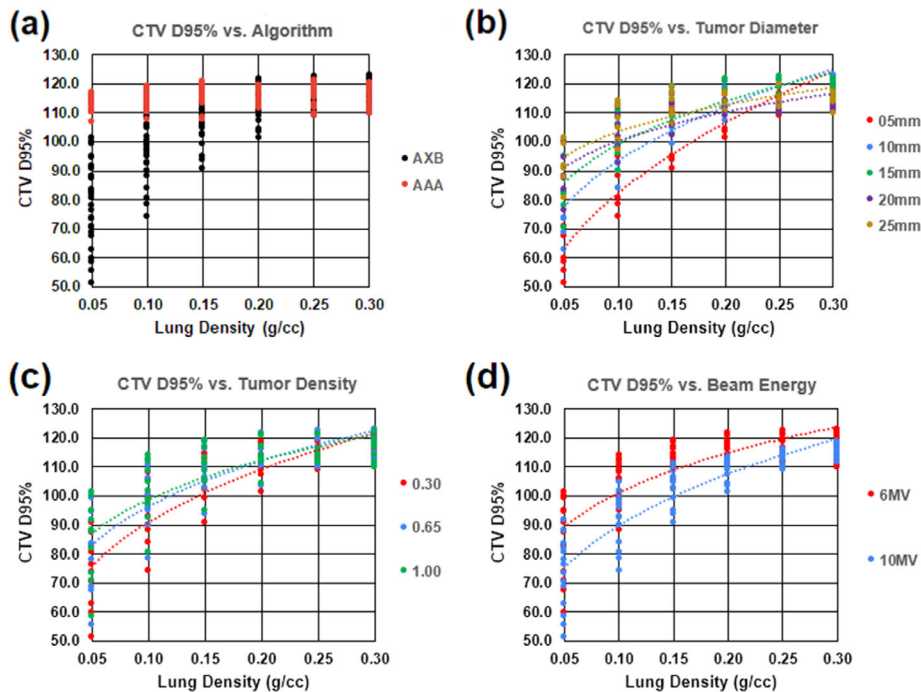 (a)
CTV D95% vs. Algorithm
CTV D95%
130.0
120.0
110.0
100.0
90.0
80.0
70.0
60.0
50.0
0.05 0.10 0.15 0.20 0.25 0.30
Lung Density (g/cc)
AXB
AAA
(b)
CTV D95% vs. Tumor Diameter
CTV D95%
130.0
120.0
110.0
100.0
90.0
80.0
70.0
60.0
50.0
0.05 0.10 0.15 0.20 0.25 0.30
Lung Density (g/cc)
05mm
10mm
15mm
20mm
25mm
(c)
CTV D95% vs. Tumor Density
CTV D95%
130.0
120.0
110.0
100.0
90.0
80.0
70.0
60.0
50.0
0.05 0.10 0.15 0.20 0.25 0.30
Lung Density (g/cc)
0.30
0.65
1.00
(d)
CTV D95% vs. Beam Energy
CTV D95%
130.0
120.0
110.0
100.0
90.0
80.0
70.0
60.0
50.0
0.05 0.10 0.15 0.20 0.25 0.30
Lung Density (g/cc)
6MV
10MV